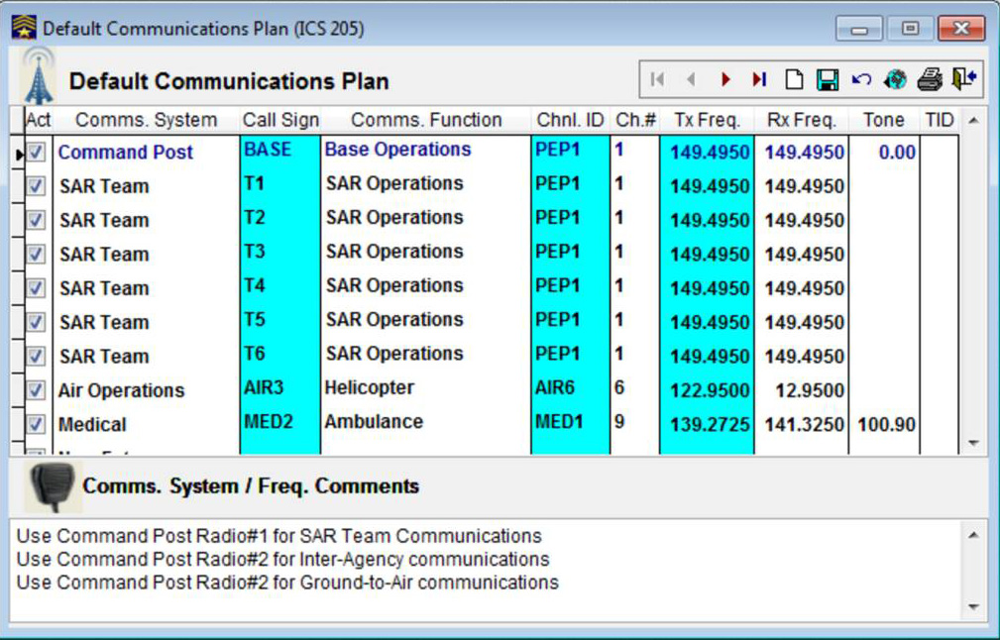 Default Communications Plan (ICS 205)
Default Communications Plan
Act Comms. System Call Sign Comms. Function Chnl. ID Ch.# Tx Freq. Rx Freq. Tone TID
Command Post BASE Base Operations PEP1 1 149.4950 149.4950 0.00
SAR Team T1 SAR Operations PEP1 1 149.4950 149.4950
SAR Team T2 SAR Operations PEP1 1 149.4950 149.4950
SAR Team T3 SAR Operations PEP1 1 149.4950 149.4950
SAR Team T4 SAR Operations PEP1 1 149.4950 149.4950
SAR Team T5 SAR Operations PEP1 1 149.4950 149.4950
SAR Team T6 SAR Operations PEP1 1 149.4950 149.4950
Air Operations AIR3 Helicopter AIR6 6 122.9500 12.9500
Medical MED2 Ambulance MED1 9 139.2725 141.3250 100.90
Comms. System / Freq. Comments
Use Command Post Radio#1 for SAR Team Communications
Use Command Post Radio#2 for Inter-Agency communications
Use Command Post Radio#2 for Ground-to-Air communications